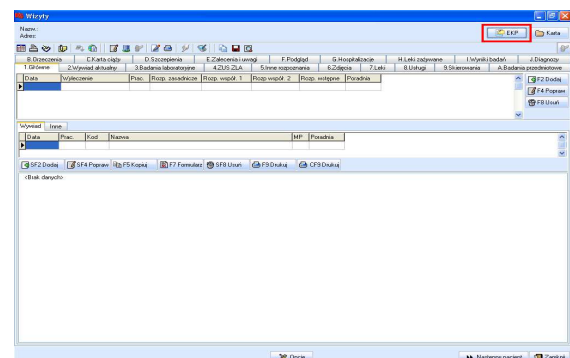 Wizyty
Nazw.:
Adres:
EKP
Karta
B.Orzeczenia C.Karta ciąży D.Szczepienia E.Zalecenia i uwagi F.Podgląd G.Hospitalizacje H.Leki zażywane I.Wyniki badań J.Diagnozy
1.Główne 2.Wywiad aktualny 3.Badania laboratoryjne 4.ZUS ZLA 5.Inne rozpoznania 6.Zdjęcia 7.Leki 8.Usługi 9.Skierowania A.Badania przedmiotowe
Data Wyleczenie Prac. Rozp. zasadnicze Rozp. współ. 1 Rozp współ. 2 Rozp. wstępne Poradnia
F2 Dodaj
F4 Popraw
F8 Usuń
Wywiad Inne
Data Prac. Kod Nazwa MP Poradnia
SF2 Dodaj SF4 Popraw F5 Kopiuj F7 Formularz SF8 Usuń F9 Drukuj CF9 Drukuj
<Brak danych>
Opcje Następny pacjent Zamknij